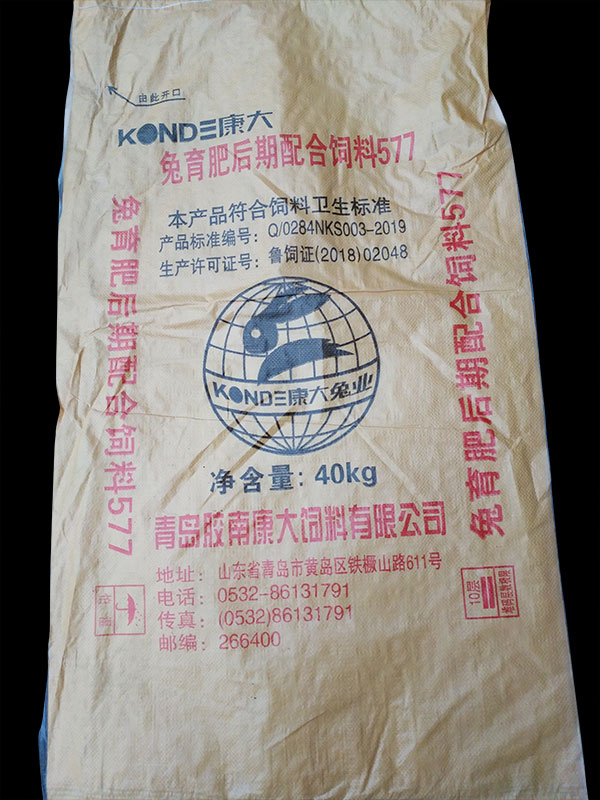 由此开口
KONDE康大
兔育肥后期配合饲料577
本产品符合饲料卫生标准
产品标准编号：Q/0284NKS003-2019
生产许可证号：鲁饲证(2018)02048
兔育肥后期配合饲料577
兔育肥后期配合饲料577
KONDE康大兔业
净含量：40kg
青岛胶南康大饲料有限公司
地址：山东省青岛市黄岛区铁橛山路611号
电话：0532-86131791
传真：(0532)86131791
邮编：266400
10层